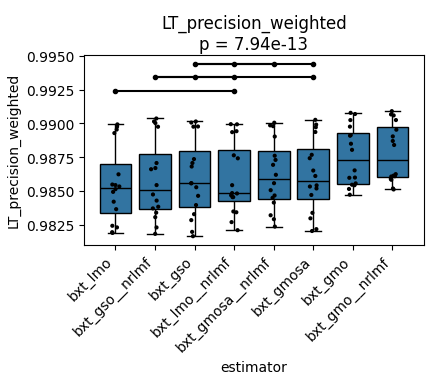 LT_precision_weighted
p = 7.94e-13
LT_precision_weighted
0.9950
0.9925
0.9900
0.9875
0.9850
0.9825
bxt_lmo
bxt_gso__nrlmf
bxt_gso
bxt_lmo__nrlmf
bxt_gmosa__nrlmf
bxt_gmosa
bxt_gmo
bxt_gmo__nrlmf
estimator